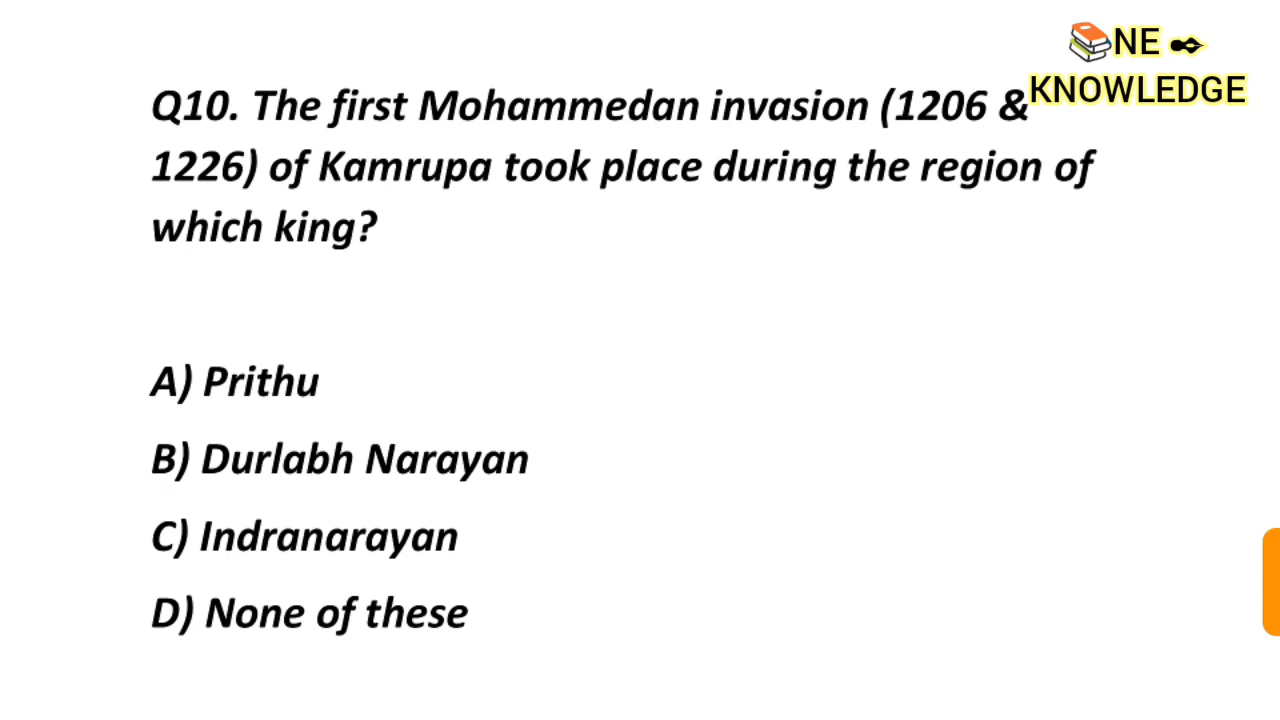 NE ✒
KNOWLEDGE
Q10. The first Mohammedan invasion (1206 &
1226) of Kamrupa took place during the region of
which king?
A) Prithu
B) Durlabh Narayan
C) Indranarayan
D) None of these